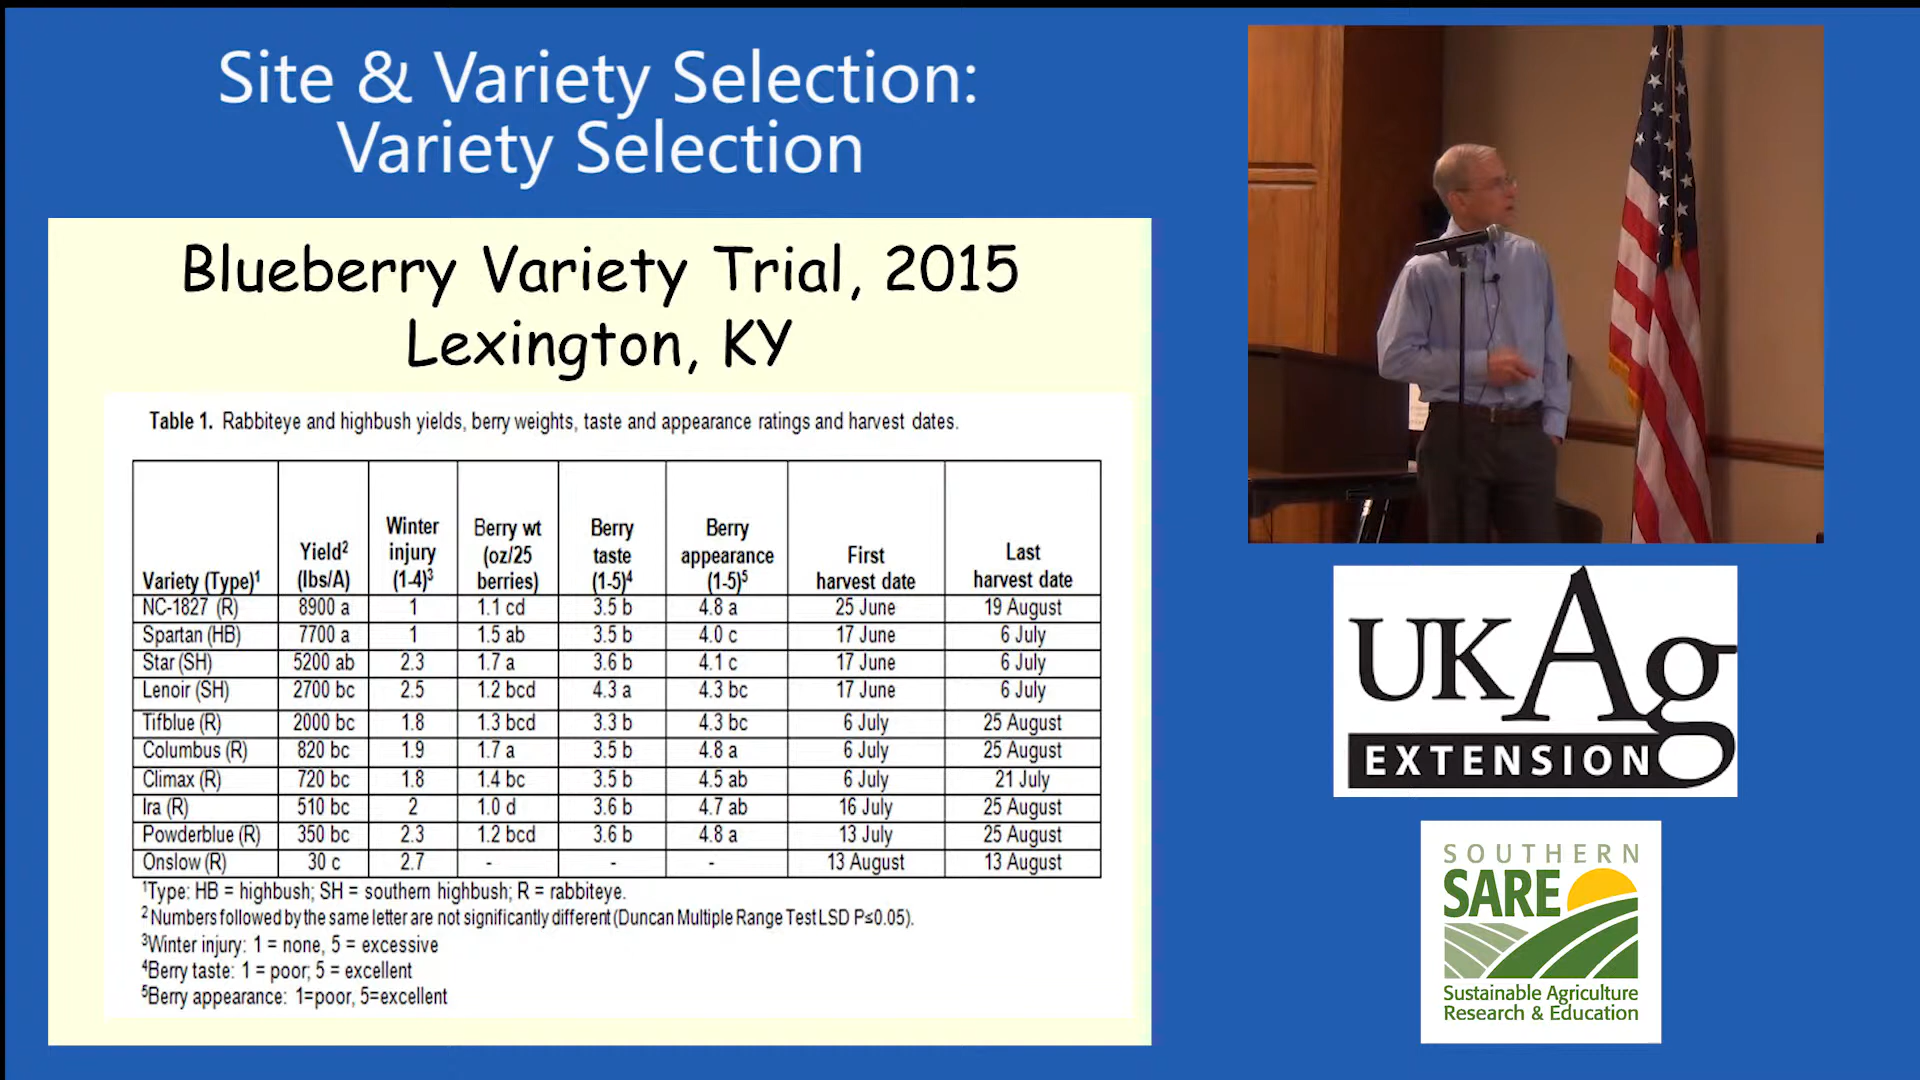 Site & Variety Selection:
Variety Selection
Blueberry Variety Trial, 2015
Lexington, KY
Table 1. Rabbiteye and highbush yields, berry weights, taste and appearance ratings and harvest dates.
Variety (Type)¹ Yield² (lbs/A) Winter injury (1-4)³ Berry wt (oz/25 berries) Berry taste (1-5)⁴ Berry appearance (1-5)⁵ First harvest date Last harvest date
NC-1827 (R) 8900 a 1 1.1 cd 3.5 b 4.8 a 25 June 19 August
Spartan (HB) 7700 a 1 1.5 ab 3.5 b 4.0 c 17 June 6 July
Star (SH) 5200 ab 2.3 1.7 a 3.6 b 4.1 c 17 June 6 July
Lenoir (SH) 2700 bc 2.5 1.2 bcd 4.3 a 4.3 bc 17 June 6 July
Tifblue (R) 2000 bc 1.8 1.3 bcd 3.3 b 4.3 bc 6 July 25 August
Columbus (R) 820 bc 1.9 1.7 a 3.5 b 4.8 a 6 July 25 August
Climax (R) 720 bc 1.8 1.4 bc 3.5 b 4.5 ab 6 July 21 July
Ira (R) 510 bc 2 1.0 d 3.6 b 4.7 ab 16 July 25 August
Powderblue (R) 350 bc 2.3 1.2 bcd 3.6 b 4.8 a 13 July 25 August
Onslow (R) 30 c 2.7 - - - 13 August 13 August
¹Type: HB = highbush; SH = southern highbush; R = rabbiteye.
²Numbers followed by the same letter are not significantly different (Duncan Multiple Range Test LSD P≤0.05).
³Winter injury: 1 = none, 5 = excessive
⁴Berry taste: 1 = poor; 5 = excellent
⁵Berry appearance: 1=poor, 5=excellent
UKAg
EXTENSION
SOUTHERN
SARE
Sustainable Agriculture
Research & Education